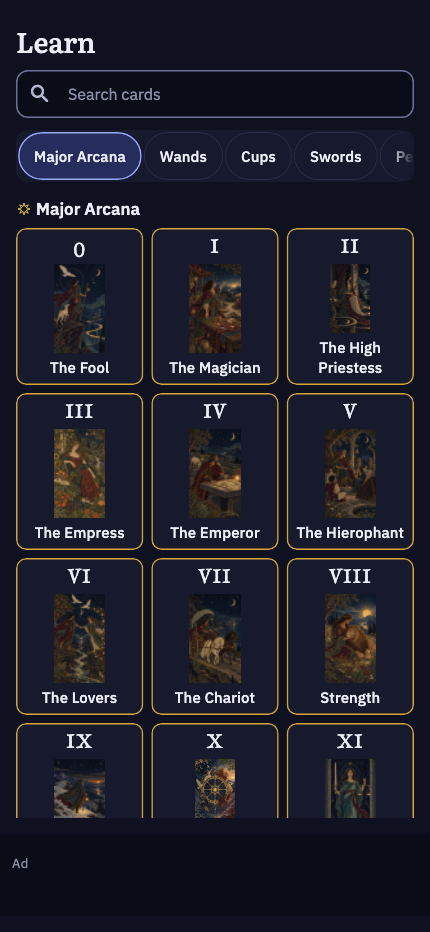 Learn
Search cards
Major Arcana
Wands
Cups
Swords
Pe
Major Arcana
0
I
II
The Fool
The Magician
The High
Priestess
III
IV
V
The Empress
The Emperor
The Hierophant
VI
VII
VIII
The Lovers
The Chariot
Strength
IX
X
XI
Ad